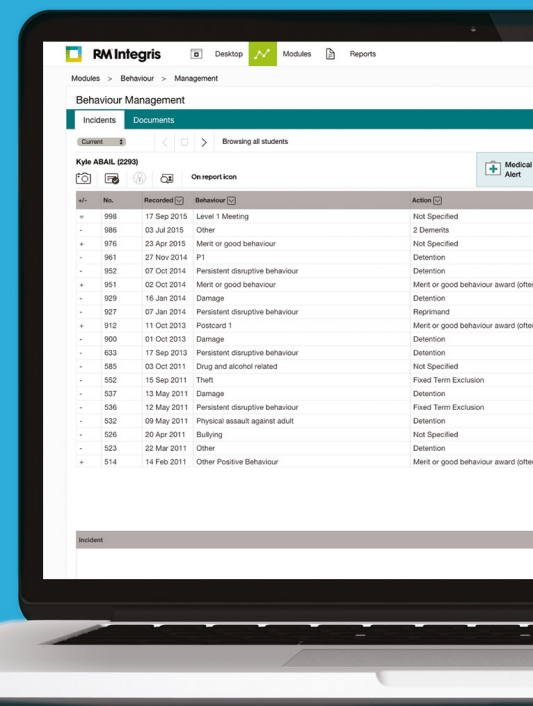 RM Integris Desktop Modules Reports
Modules > Behaviour > Management
Behaviour Management
Incidents Documents
Current Browsing all students
Kyle ABAIL (2293)
On report icon
Medical
Alert
+/- No. Recorded Behaviour Action
= 998 17 Sep 2015 Level 1 Meeting Not Specified
- 986 03 Jul 2015 Other 2 Demerits
+ 976 23 Apr 2015 Merit or good behaviour Not Specified
- 961 27 Nov 2014 P1 Detention
- 952 07 Oct 2014 Persistent disruptive behaviour Detention
+ 951 02 Oct 2014 Merit or good behaviour Merit or good behaviour award (ofte
- 929 16 Jan 2014 Damage Detention
- 927 07 Jan 2014 Persistent disruptive behaviour Reprimand
+ 912 11 Oct 2013 Postcard 1 Merit or good behaviour award (ofte
- 900 01 Oct 2013 Damage Detention
- 633 17 Sep 2013 Persistent disruptive behaviour Detention
- 585 03 Oct 2011 Drug and alcohol related Not Specified
- 552 15 Sep 2011 Theft Fixed Term Exclusion
- 537 13 May 2011 Damage Detention
- 536 12 May 2011 Persistent disruptive behaviour Fixed Term Exclusion
- 532 09 May 2011 Physical assault against adult Detention
- 526 20 Apr 2011 Bullying Not Specified
- 523 22 Mar 2011 Other Detention
+ 514 14 Feb 2011 Other Positive Behaviour Merit or good behaviour award (ofte
Incident